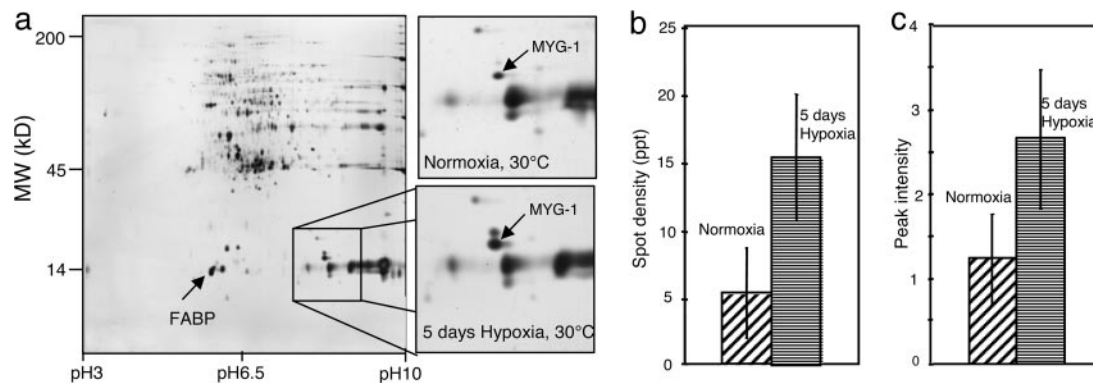 a
MW (kD)
200
45
14
FABP
pH3
pH6.5
pH10
MYG-1
Normoxia, 30°C
MYG-1
5 days Hypoxia, 30°C
b
Spot density (ppt)
25
20
15
10
5
0
Normoxia
5 days
Hypoxia
c
Peak intensity
4
3
2
1
0
Normoxia
5 days
Hypoxia